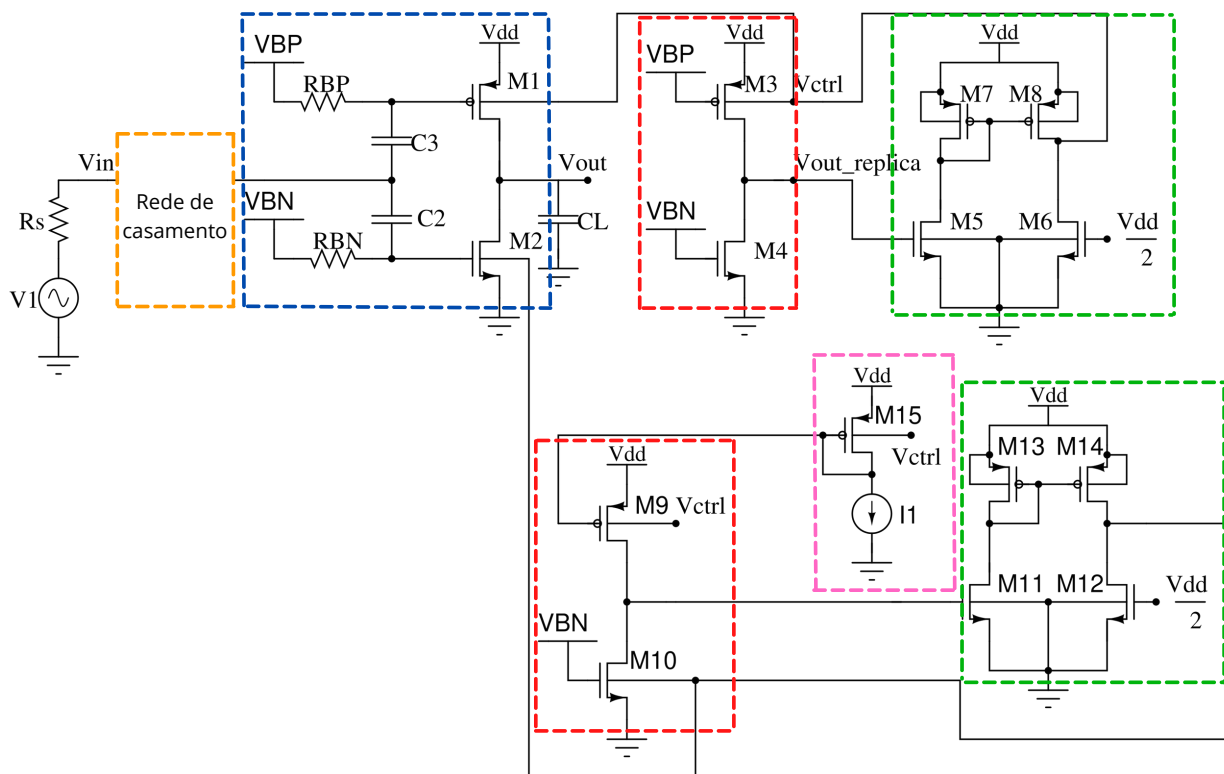 VBP
RBP
Vdd
M1
C3
Vin
Rede de
casamento
Rs
VBN
RBN
C2
M2
Vout
CL
V1
VBP
Vdd
M3
Vctrl
Vout_replica
VBN
M4
Vdd
M7
M8
M5
M6
Vdd
2
Vdd
M15
Vctrl
I1
Vdd
M9
Vctrl
VBN
M10
Vdd
M13
M14
M11
M12
Vdd
2